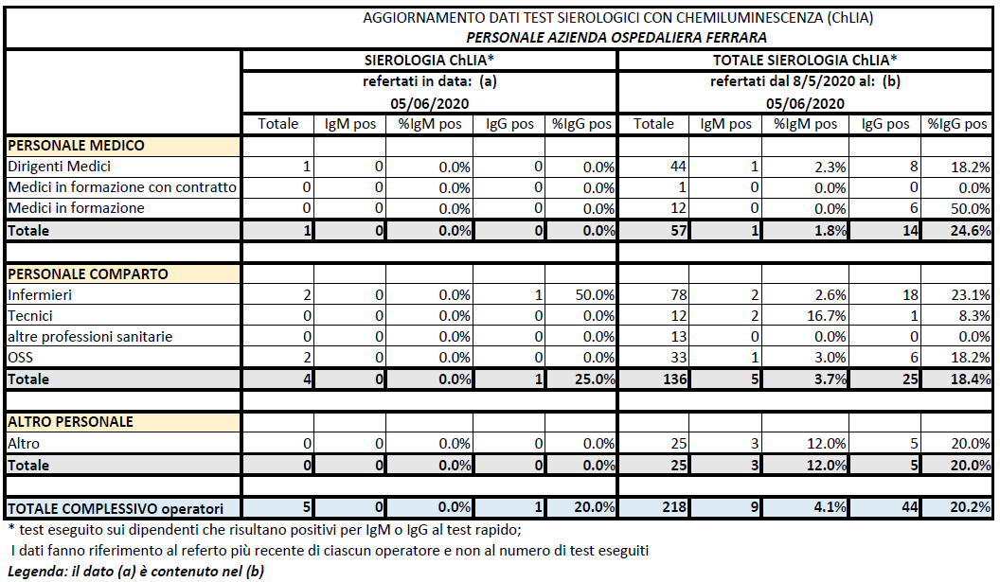 AGGIORNAMENTO DATI TEST SIEROLOGICI CON CHEMILUMINESCENZA (ChLIA)
PERSONALE AZIENDA OSPEDALIERA FERRARA
SIEROLOGIA ChLIA* TOTALE SIEROLOGIA ChLIA*
refertati in data: (a) refertati dal 8/5/2020 al: (b)
05/06/2020 05/06/2020
Totale IgM pos %IgM pos IgG pos %IgG pos Totale IgM pos %IgM pos IgG pos %IgG pos
PERSONALE MEDICO
Dirigenti Medici 1 0 0.0% 0 0.0% 44 1 2.3% 8 18.2%
Medici in formazione con contratto 0 0 0.0% 0 0.0% 1 0 0.0% 0 0.0%
Medici in formazione 0 0 0.0% 0 0.0% 12 0 0.0% 6 50.0%
Totale 1 0 0.0% 0 0.0% 57 1 1.8% 14 24.6%
PERSONALE COMPARTO
Infermieri 2 0 0.0% 1 50.0% 78 2 2.6% 18 23.1%
Tecnici 0 0 0.0% 0 0.0% 12 2 16.7% 1 8.3%
altre professioni sanitarie 0 0 0.0% 0 0.0% 13 0 0.0% 0 0.0%
OSS 2 0 0.0% 0 0.0% 33 1 3.0% 6 18.2%
Totale 4 0 0.0% 1 25.0% 136 5 3.7% 25 18.4%
ALTRO PERSONALE
Altro 0 0 0.0% 0 0.0% 25 3 12.0% 5 20.0%
Totale 0 0 0.0% 0 0.0% 25 3 12.0% 5 20.0%
TOTALE COMPLESSIVO operatori 5 0 0.0% 1 20.0% 218 9 4.1% 44 20.2%
* test eseguito sui dipendenti che risultano positivi per IgM o IgG al test rapido;
I dati fanno riferimento al referto più recente di ciascun operatore e non al numero di test eseguiti
Legenda: il dato (a) è contenuto nel (b)